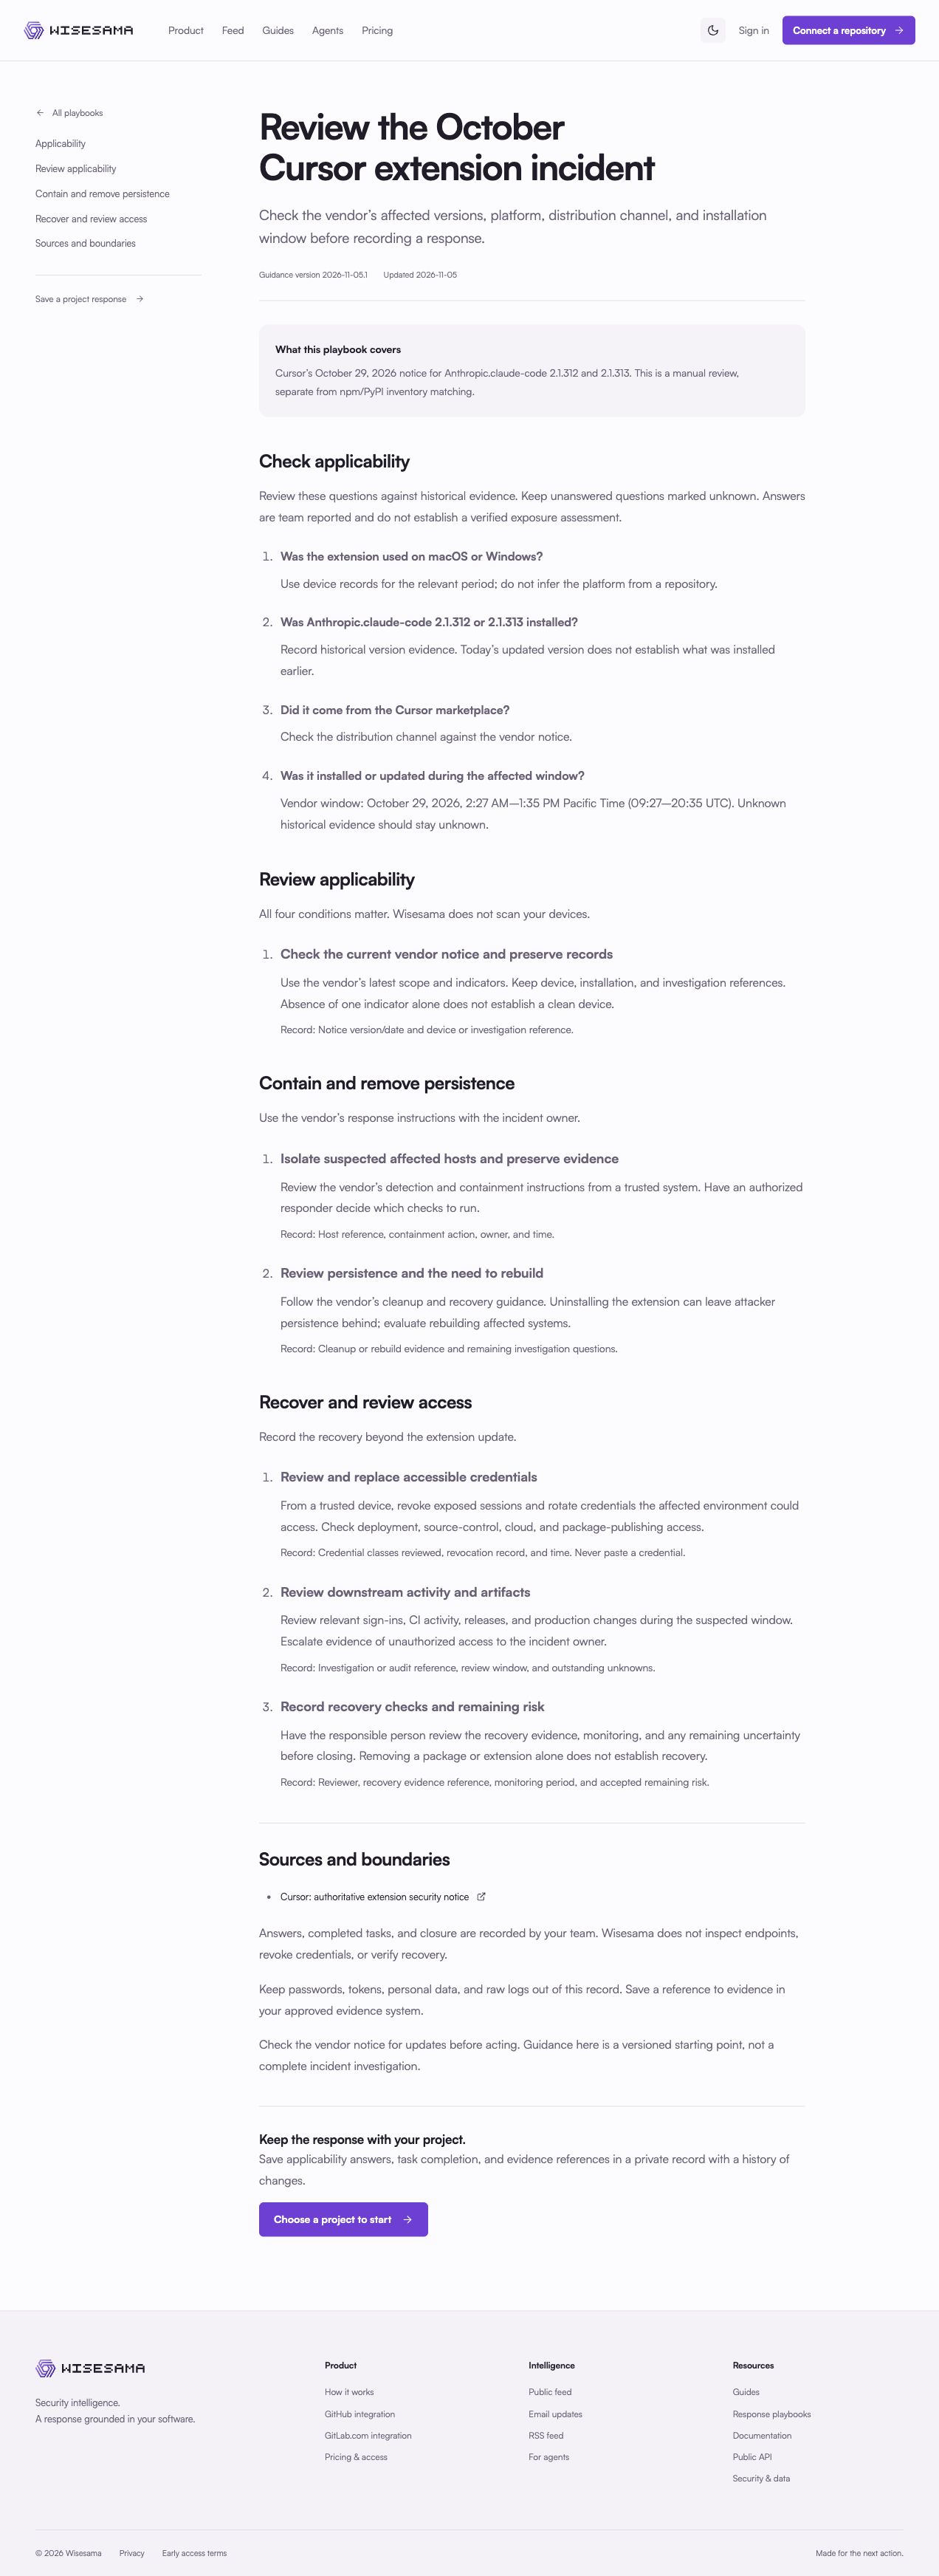 WISESAMA
Product
Feed
Guides
Agents
Pricing
Sign in
Connect a repository
All playbooks
Applicability
Review applicability
Contain and remove persistence
Recover and review access
Sources and boundaries
Save a project response
Review the October
Cursor extension incident
Check the vendor’s affected versions, platform, distribution channel, and installation
window before recording a response.
Guidance version 2026-11-05.1
Updated 2026-11-05
What this playbook covers
Cursor’s October 29, 2026 notice for Anthropic.claude-code 2.1.312 and 2.1.313. This is a manual review,
separate from npm/PyPI inventory matching.
Check applicability
Review these questions against historical evidence. Keep unanswered questions marked unknown. Answers
are team reported and do not establish a verified exposure assessment.
1. Was the extension used on macOS or Windows?
Use device records for the relevant period; do not infer the platform from a repository.
2. Was Anthropic.claude-code 2.1.312 or 2.1.313 installed?
Record historical version evidence. Today’s updated version does not establish what was installed
earlier.
3. Did it come from the Cursor marketplace?
Check the distribution channel against the vendor notice.
4. Was it installed or updated during the affected window?
Vendor window: October 29, 2026, 2:27 AM—1:35 PM Pacific Time (09:27—20:35 UTC). Unknown
historical evidence should stay unknown.
Review applicability
All four conditions matter. Wisesama does not scan your devices.
1. Check the current vendor notice and preserve records
Use the vendor’s latest scope and indicators. Keep device, installation, and investigation references.
Absence of one indicator alone does not establish a clean device.
Record: Notice version/date and device or investigation reference.
Contain and remove persistence
Use the vendor’s response instructions with the incident owner.
1. Isolate suspected affected hosts and preserve evidence
Review the vendor’s detection and containment instructions from a trusted system. Have an authorized
responder decide which checks to run.
Record: Host reference, containment action, owner, and time.
2. Review persistence and the need to rebuild
Follow the vendor’s cleanup and recovery guidance. Uninstalling the extension can leave attacker
persistence behind; evaluate rebuilding affected systems.
Record: Cleanup or rebuild evidence and remaining investigation questions.
Recover and review access
Record the recovery beyond the extension update.
1. Review and replace accessible credentials
From a trusted device, revoke exposed sessions and rotate credentials the affected environment could
access. Check deployment, source-control, cloud, and package-publishing access.
Record: Credential classes reviewed, revocation record, and time. Never paste a credential.
2. Review downstream activity and artifacts
Review relevant sign-ins, CI activity, releases, and production changes during the suspected window.
Escalate evidence of unauthorized access to the incident owner.
Record: Investigation or audit reference, review window, and outstanding unknowns.
3. Record recovery checks and remaining risk
Have the responsible person review the recovery evidence, monitoring, and any remaining uncertainty
before closing. Removing a package or extension alone does not establish recovery.
Record: Reviewer, recovery evidence reference, monitoring period, and accepted remaining risk.
Sources and boundaries
• Cursor: authoritative extension security notice
Answers, completed tasks, and closure are recorded by your team. Wisesama does not inspect endpoints,
revoke credentials, or verify recovery.
Keep passwords, tokens, personal data, and raw logs out of this record. Save a reference to evidence in
your approved evidence system.
Check the vendor notice for updates before acting. Guidance here is a versioned starting point, not a
complete incident investigation.
Keep the response with your project.
Save applicability answers, task completion, and evidence references in a private record with a history of
changes.
Choose a project to start
WISESAMA
Security intelligence.
A response grounded in your software.
Product
How it works
GitHub integration
GitLab.com integration
Pricing & access
Intelligence
Public feed
Email updates
RSS feed
For agents
Resources
Guides
Response playbooks
Documentation
Public API
Security & data
© 2026 Wisesama
Privacy
Early access terms
Made for the next action.